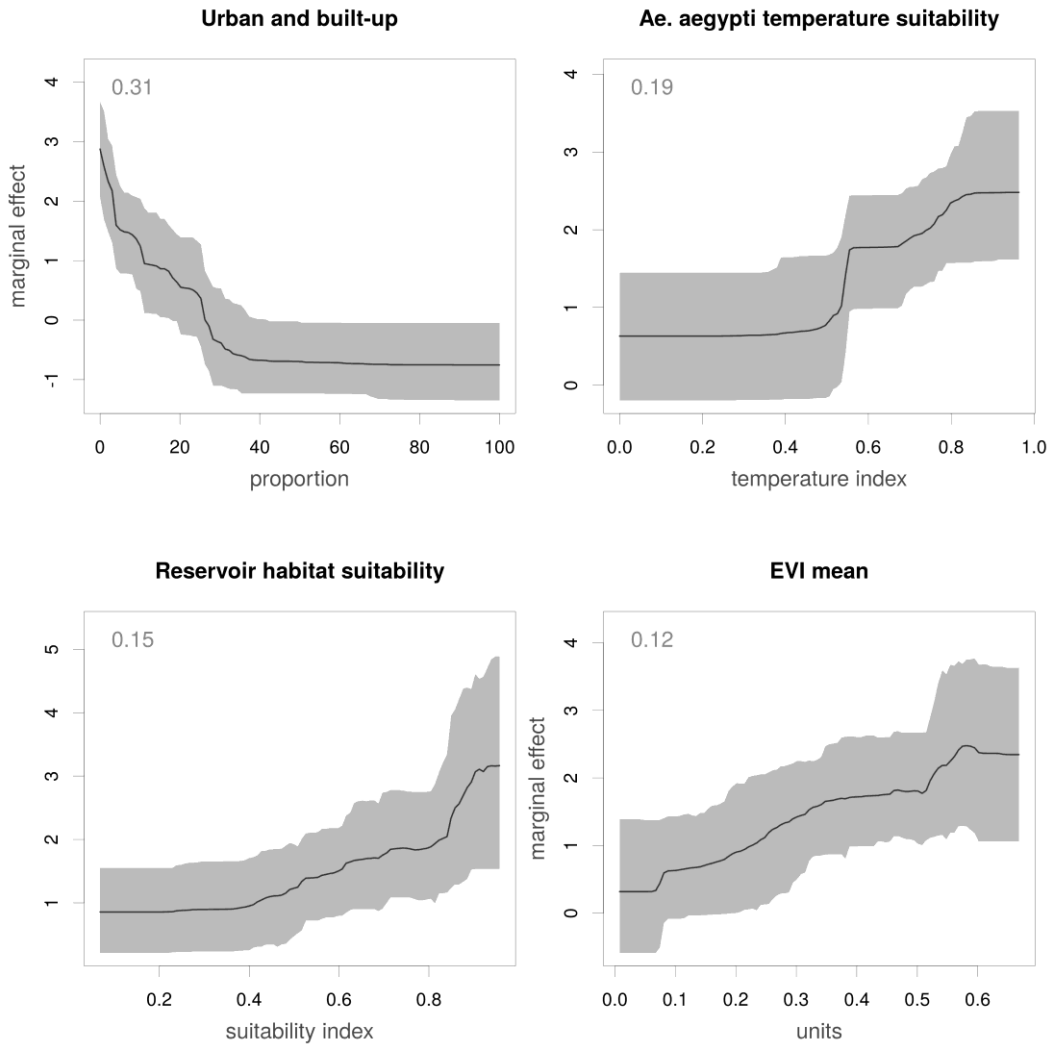 Urban and built-up
0.31
marginal effect
4
3
2
1
0
-1
0 20 40 60 80 100
proportion
Ae. aegypti temperature suitability
0.19
4
3
2
1
0
0.0 0.2 0.4 0.6 0.8 1.0
temperature index
Reservoir habitat suitability
0.15
5
4
3
2
1
0.2 0.4 0.6 0.8
suitability index
EVI mean
0.12
marginal effect
4
3
2
1
0
0.0 0.1 0.2 0.3 0.4 0.5 0.6
units